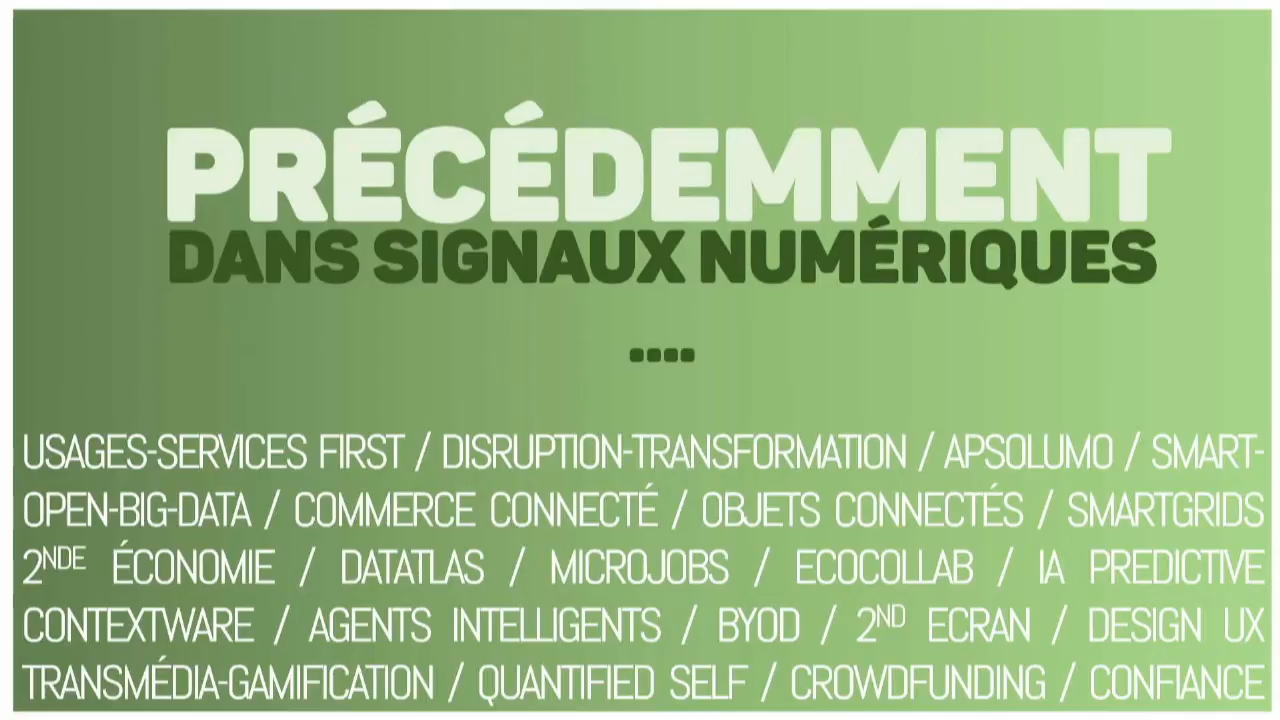 PRÉCÉDEMMENT
DANS SIGNAUX NUMÉRIQUES
....
USAGES-SERVICES FIRST / DISRUPTION-TRANSFORMATION / APSOLUMO / SMART-
OPEN-BIG-DATA / COMMERCE CONNECTÉ / OBJETS CONNECTÉS / SMARTGRIDS
2NDE ÉCONOMIE / DATATLAS / MICROJOBS / ECOCOLLAB / IA PREDICTIVE
CONTEXTWARE / AGENTS INTELLIGENTS / BYOD / 2ND ECRAN / DESIGN UX
TRANSMÉDIA-GAMIFICATION / QUANTIFIED SELF / CROWDFUNDING / CONFIANCE